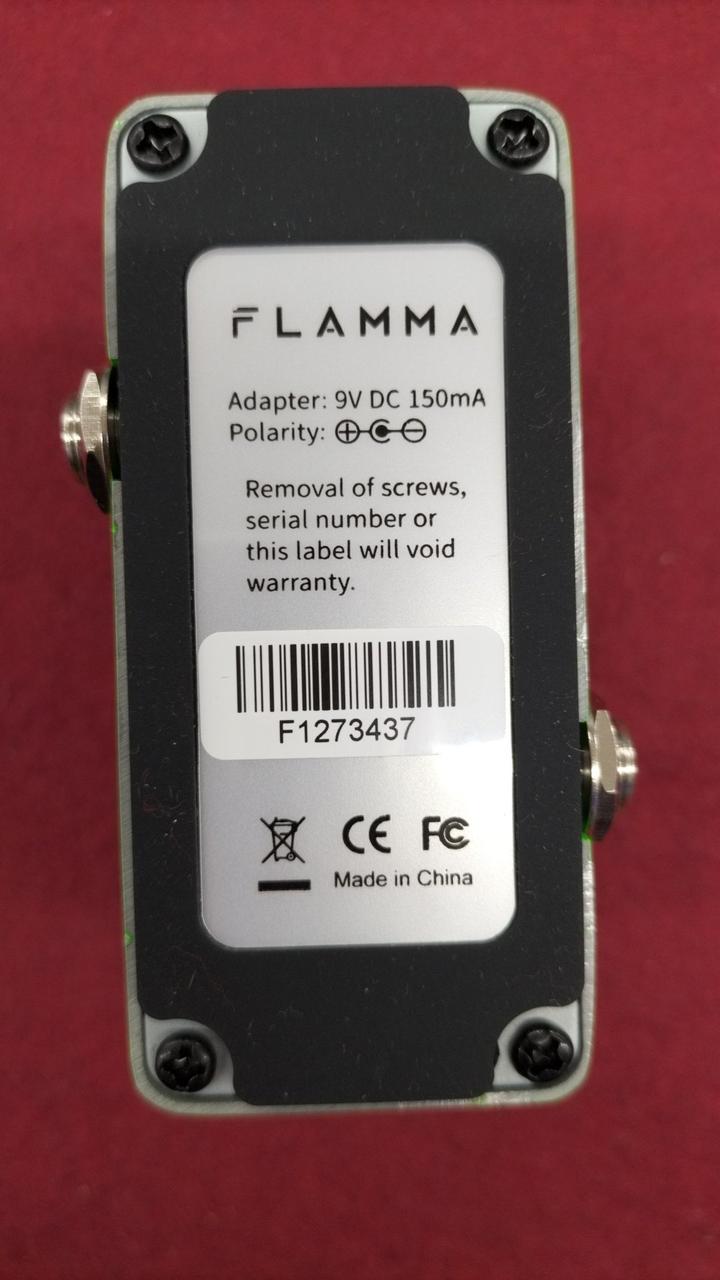 FLAMMA
Adapter: 9V DC 150mA
Polarity:
Removal of screws,
serial number or
this label will void
warranty.
F1273437
CE FC
Made in China